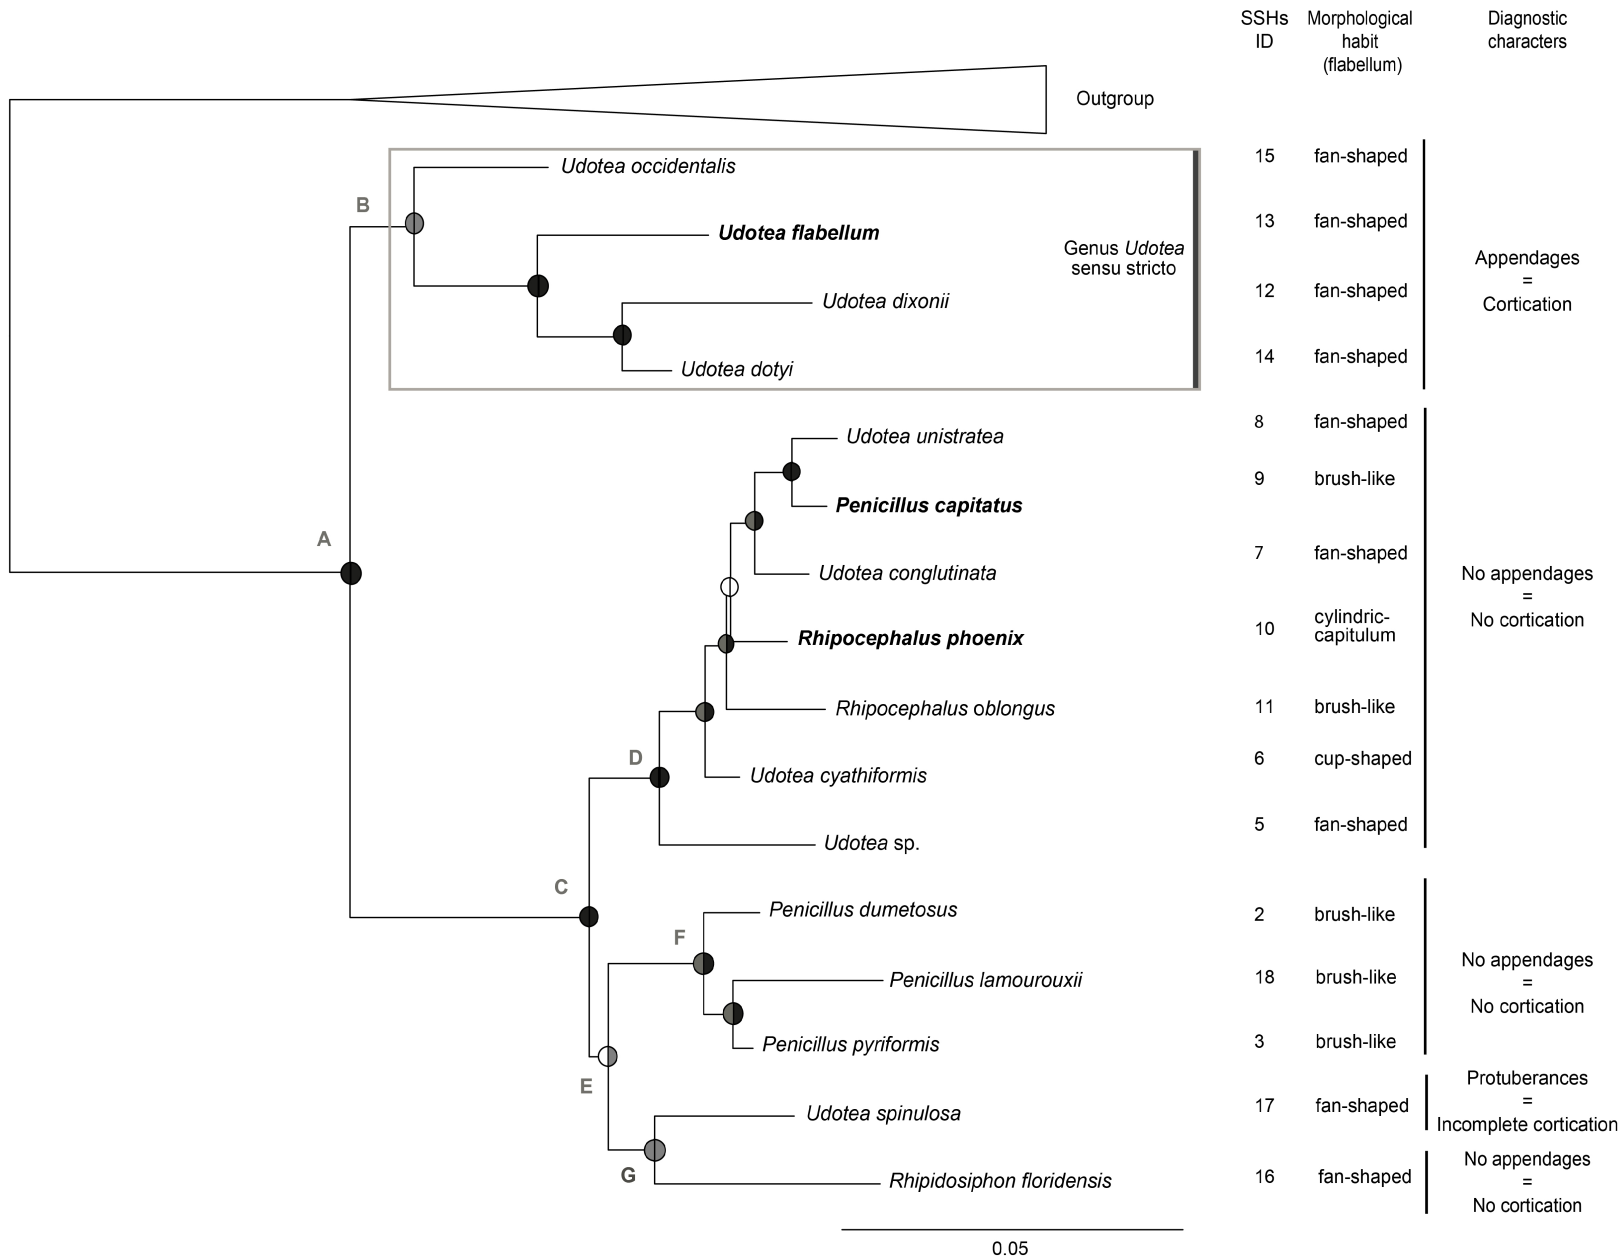 SSHs
ID
Morphological
habit
(flabellum)
Diagnostic
characters
Outgroup
Udotea occidentalis
15
fan-shaped
B
Udotea flabellum
13
fan-shaped
Genus Udotea
sensu stricto
Appendages
=
Cortication
Udotea dixonii
12
fan-shaped
Udotea dotyi
14
fan-shaped
Udotea unistratea
8
fan-shaped
Penicillus capitatus
9
brush-like
A
Udotea conglutinata
7
fan-shaped
No appendages
=
No cortication
Rhipocephalus phoenix
10
cylindric-
capitulum
Rhipocephalus oblongus
11
brush-like
D
Udotea cyathiformis
6
cup-shaped
Udotea sp.
5
fan-shaped
C
Penicillus dumetosus
2
brush-like
F
Penicillus lamourouxii
18
brush-like
No appendages
=
No cortication
Penicillus pyriformis
3
brush-like
E
Udotea spinulosa
17
fan-shaped
Protuberances
=
Incomplete cortication
G
Rhipidosiphon floridensis
16
fan-shaped
No appendages
=
No cortication
0.05